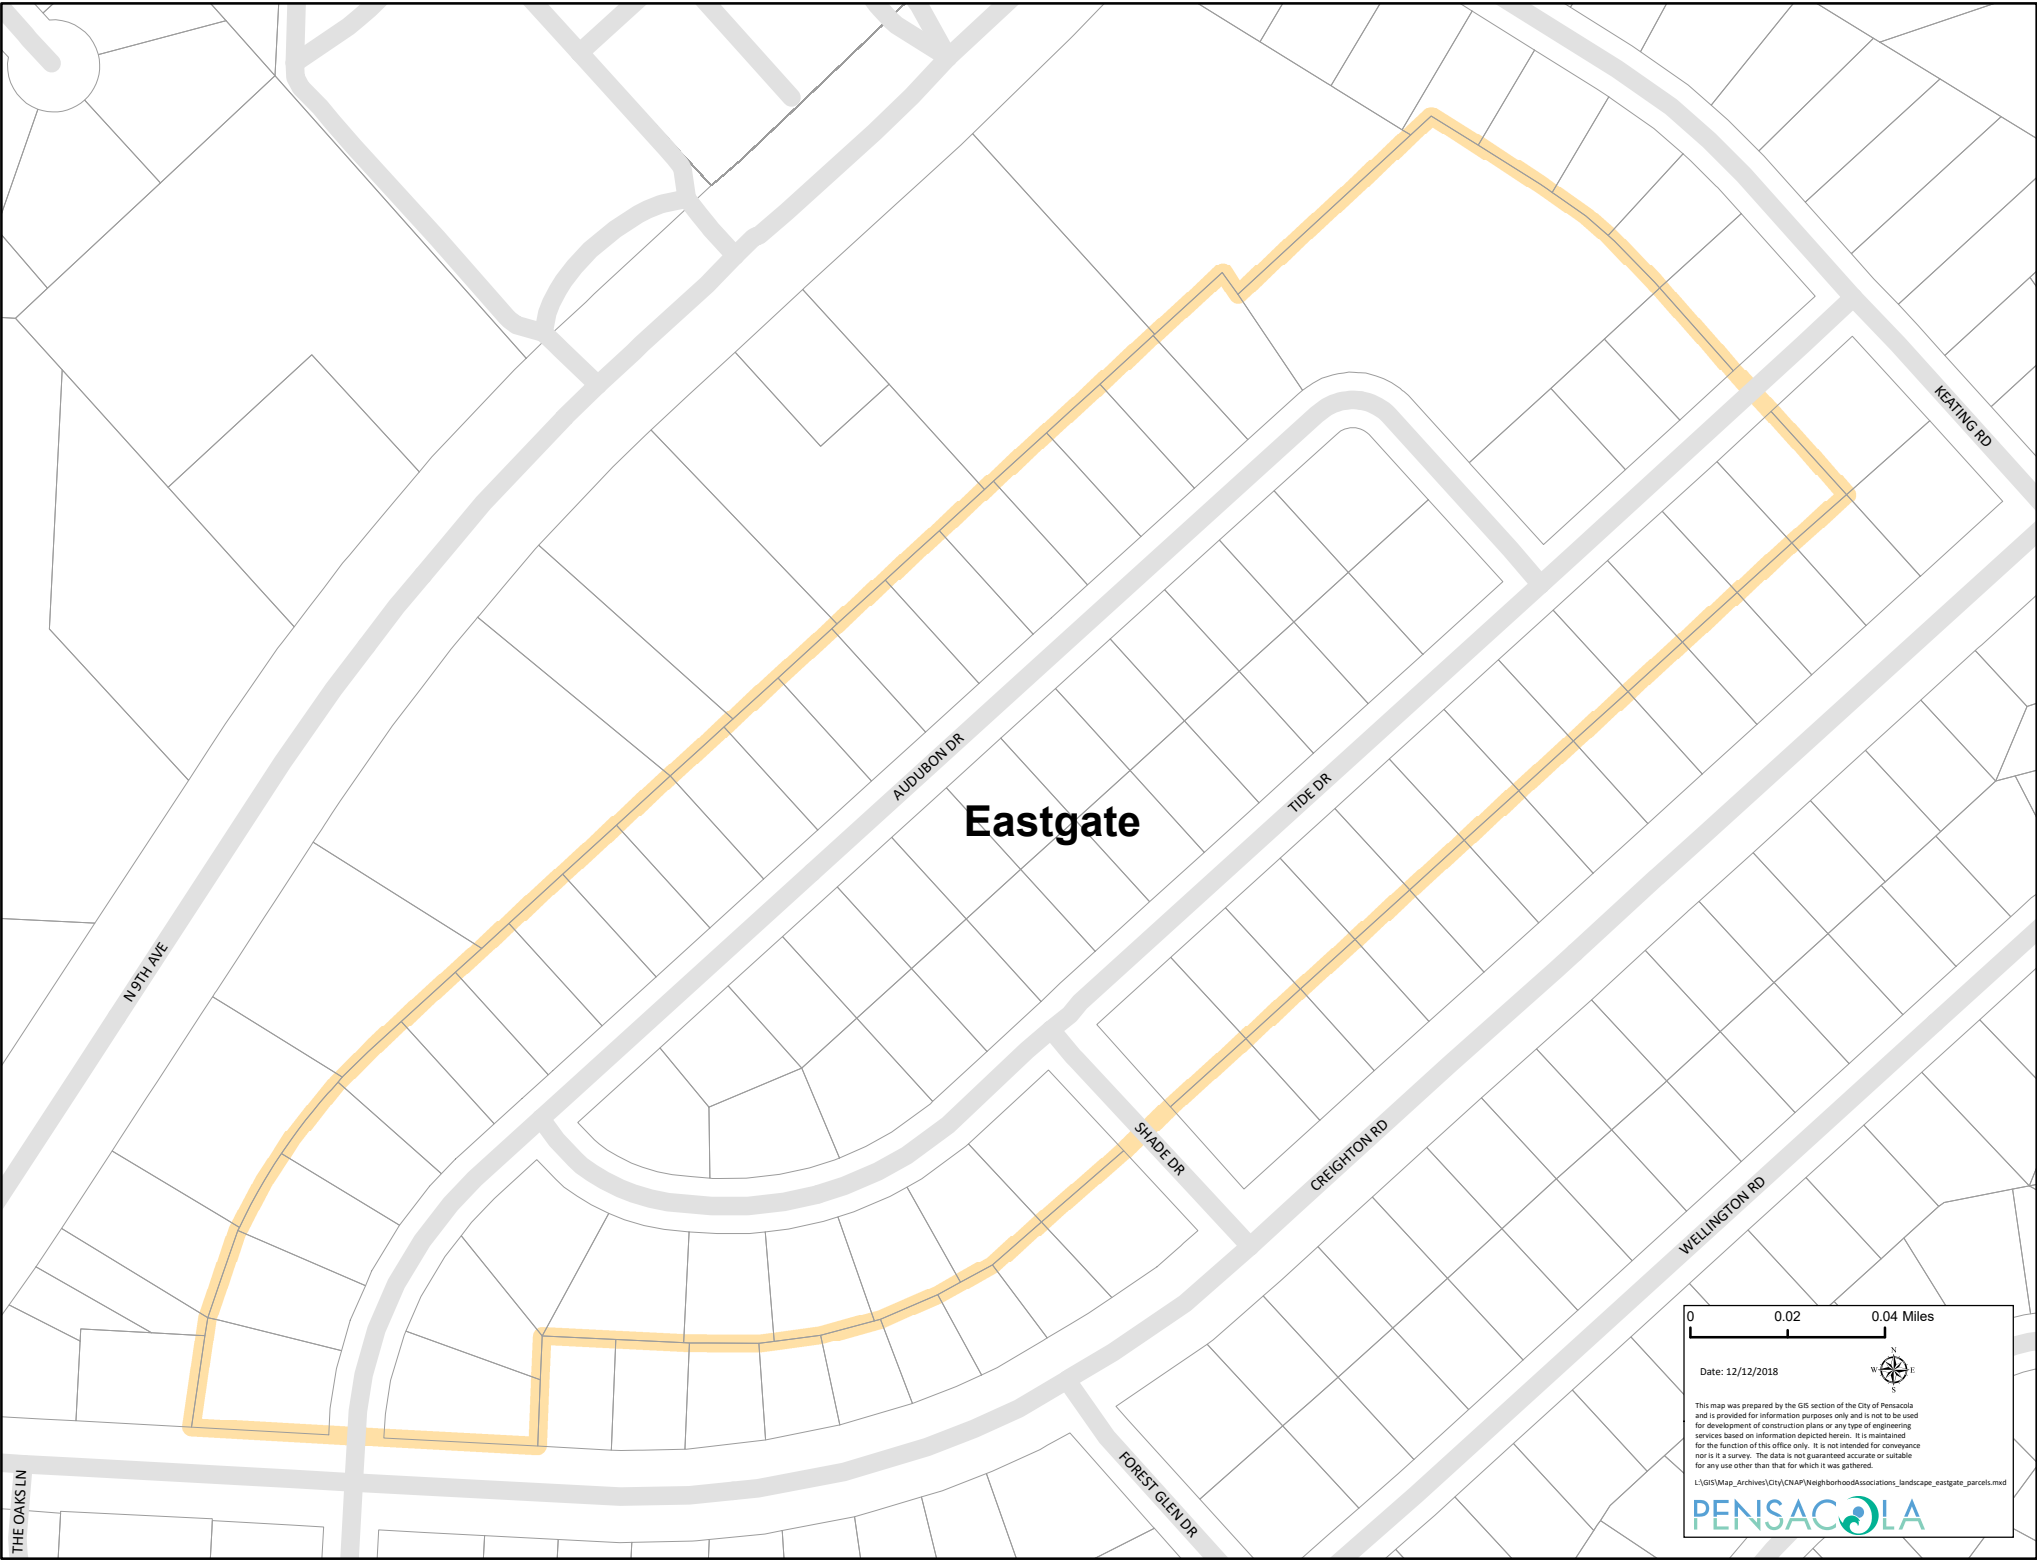 KEATING RD
AUDUBON DR
TIDE DR
Eastgate
N 9TH AVE
SHADE DR
CREIGHTON RD
WELLINGTON RD
FOREST GLEN DR
THE OAKS LN
0 0.02 0.04 Miles
Date: 12/12/2018
N
W E
S
This map was prepared by the GIS section of the City of Pensacola
and is provided for information purposes only and is not to be used
for development of construction plans or any type of engineering
services based on information depicted herein. It is maintained
for the function of this office only. It is not intended for conveyance
nor is it a survey. The data is not guaranteed accurate or suitable
for any use other than that for which it was gathered.
L:\GIS\Map_Archives\City\CNAP\NeighborhoodAssociations_landscape_eastgate_parcels.mxd
PENSACOLA